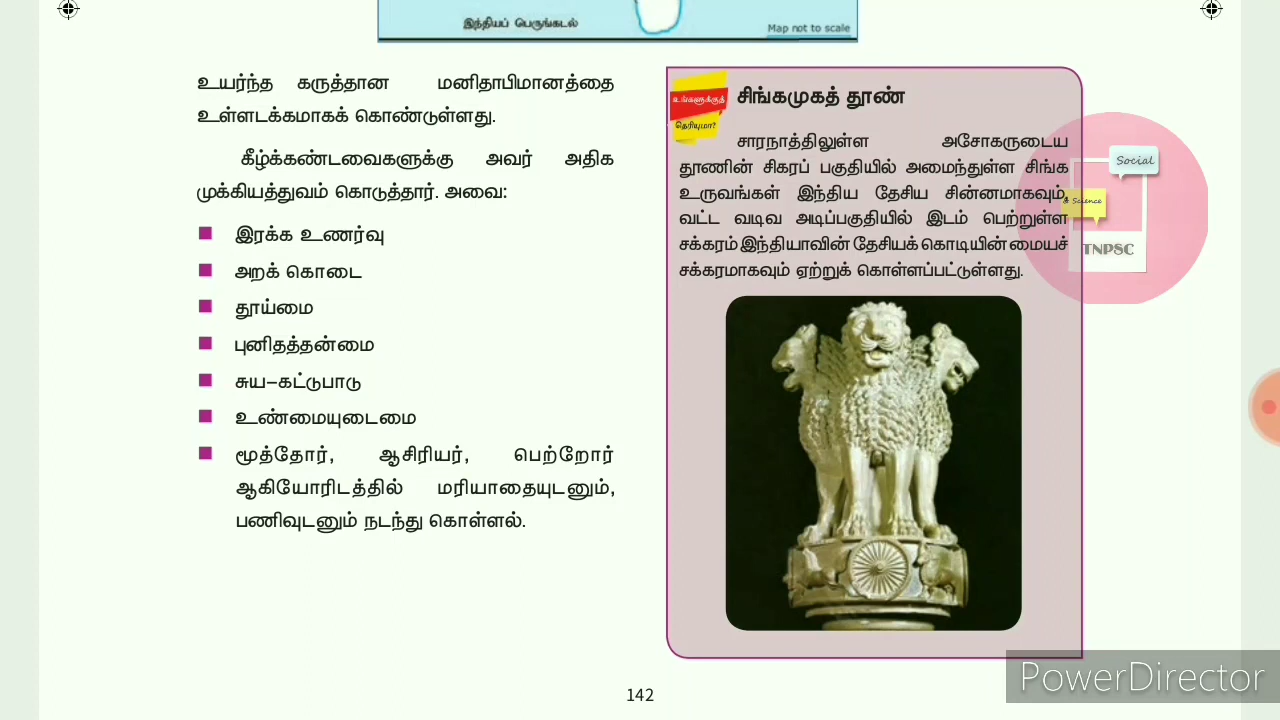 இந்தியப் பெருங்கடல்
Map not to scale
உயர்ந்த கருத்தான மனிதாபிமானத்தை
உள்ளடக்கமாகக் கொண்டுள்ளது.
கீழ்க்கண்டவைகளுக்கு அவர் அதிக
முக்கியத்துவம் கொடுத்தார். அவை:
இரக்க உணர்வு
அறக் கொடை
தூய்மை
புனிதத்தன்மை
சுய–கட்டுபாடு
உண்மையுடைமை
மூத்தோர், ஆசிரியர், பெற்றோர்
ஆகியோரிடத்தில் மரியாதையுடனும்,
பணிவுடனும் நடந்து கொள்ளல்.
உங்களுக்குத்
தெரியுமா?
சிங்கமுகத் தூண்
சாரநாத்திலுள்ள அசோகருடைய
தூணின் சிகரப் பகுதியில் அமைந்துள்ள சிங்க
உருவங்கள் இந்திய தேசிய சின்னமாகவும்,
வட்ட வடிவ அடிப்பகுதியில் இடம் பெற்றுள்ள
சக்கரம் இந்தியாவின் தேசியக் கொடியின் மையச்
சக்கரமாகவும் ஏற்றுக் கொள்ளப்பட்டுள்ளது.
Social
& Science
TNPSC
142
PowerDirector